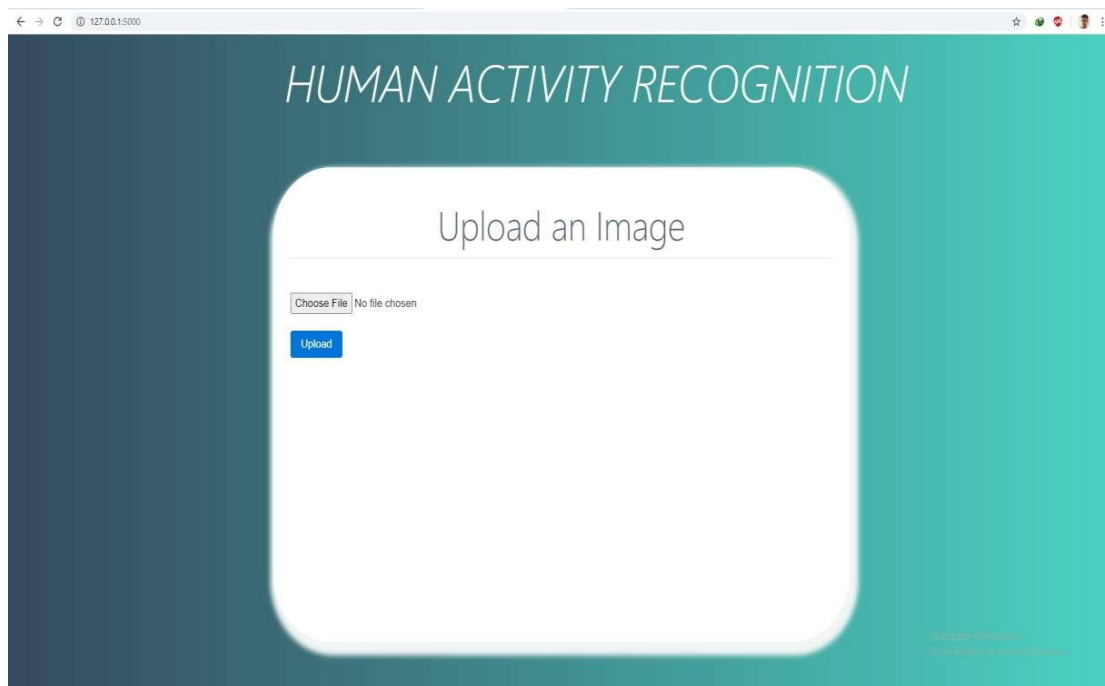 127.0.0.1:5000
HUMAN ACTIVITY RECOGNITION
Upload an Image
Choose File No file chosen
Upload
Activate Windows